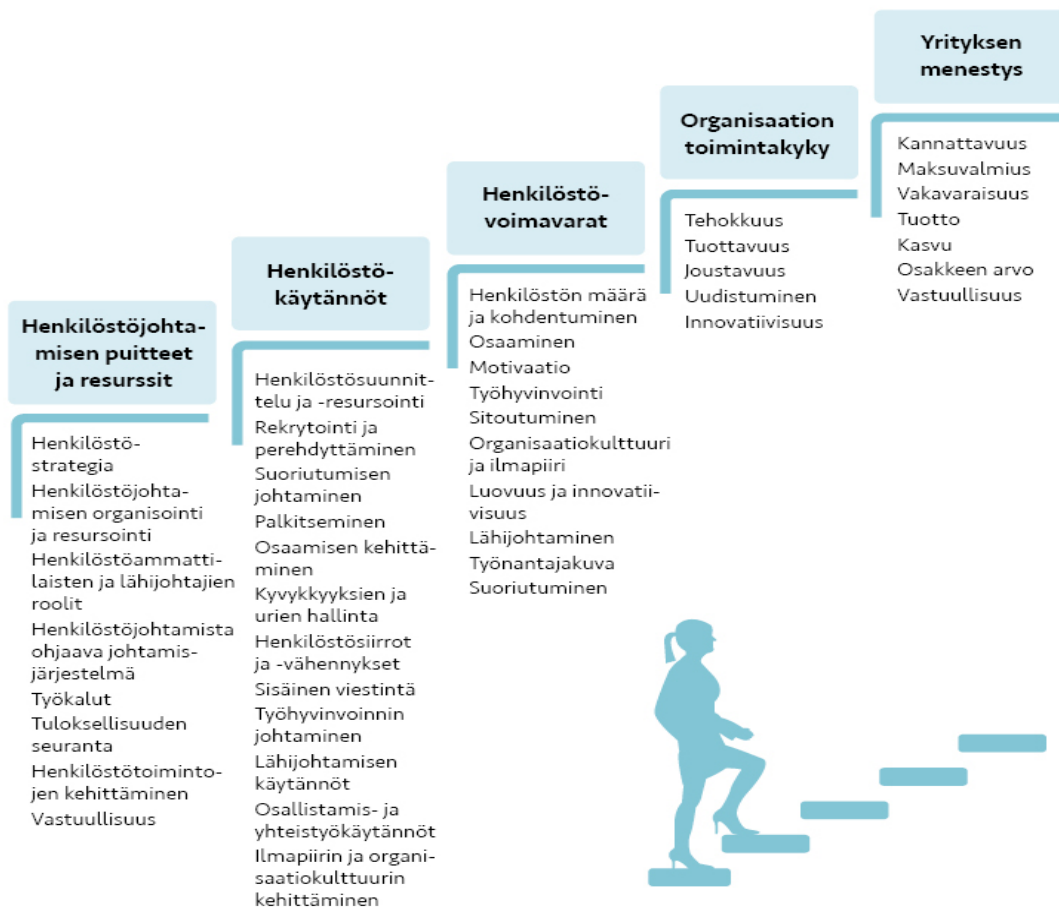 Henkilöstöjohta-
misen puitteet
ja resurssit
Henkilöstö-
strategia
Henkilöstöjohta-
misen organisointi
ja resursointi
Henkilöstöammatti-
laisten ja lähijohtajien
roolit
Henkilöstöjohtamista
ohjaava johtamis-
järjestelmä
Työkalut
Tuloksellisuuden
seuranta
Henkilöstötoiminto-
jen kehittäminen
Vastuullisuus
Henkilöstö-
käytännöt
Henkilöstösuunnit-
telu ja -resursointi
Rekrytointi ja
perehdyttäminen
Suoriutumisen
johtaminen
Palkitseminen
Osaamisen kehittä-
minen
Kyvykkyyksien ja
urien hallinta
Henkilöstösiirrot
ja -vähennykset
Sisäinen viestintä
Työhyvinvoinnin
johtaminen
Lähijohtamisen
käytännöt
Osallistamis- ja
yhteistyökäytännöt
Ilmapiirin ja organi-
saatiokulttuurin
kehittäminen
Henkilöstö-
voimavarat
Henkilöstön määrä
ja kohdentuminen
Osaaminen
Motivaatio
Työhyvinvointi
Sitoutuminen
Organisaatiokulttuuri
ja ilmapiiri
Luovuus ja innovatii-
visuus
Lähijohtaminen
Työnantajakuva
Suoriutuminen
Organisaation
toimintakyky
Tehokkuus
Tuottavuus
Joustavuus
Uudistuminen
Innovatiivisuus
Yrityksen
menestys
Kannattavuus
Maksuvalmius
Vakavaraisuus
Tuotto
Kasvu
Osakkeen arvo
Vastuullisuus